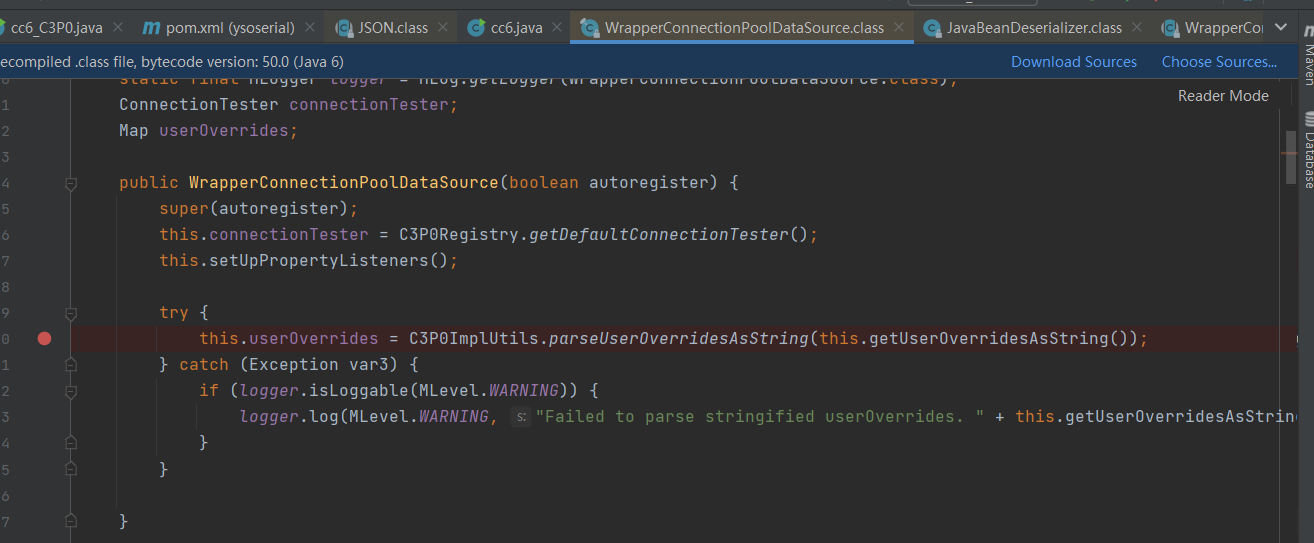 cc6_C3P0.java pom.xml (ysoserial) JSON.class cc6.java WrapperConnectionPoolDataSource.class JavaBeanDeserializer.class WrapperCo
ecompiled .class file, bytecode version: 50.0 (Java 6) Download Sources Choose Sources...
Reader Mode
static final MLogger logger = MLog.getLogger(WrapperConnectionPoolDataSource.class);
1 ConnectionTester connectionTester;
2 Map userOverrides;
3
4 public WrapperConnectionPoolDataSource(boolean autoregister) {
5 super(autoregister);
6 this.connectionTester = C3P0Registry.getDefaultConnectionTester();
7 this.setUpPropertyListeners();
8
9 try {
0 this.userOverrides = C3P0ImplUtils.parseUserOverridesAsString(this.getUserOverridesAsString());
1 } catch (Exception var3) {
2 if (logger.isLoggable(MLevel.WARNING)) {
3 logger.log(MLevel.WARNING, s: "Failed to parse stringified userOverrides. " + this.getUserOverridesAsString
4 }
5 }
6
7 }
Maven
Database